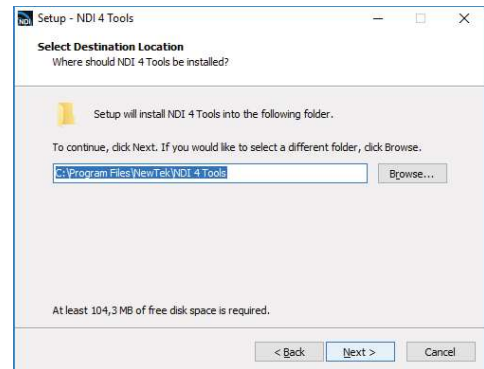 NDI
Setup - NDI 4 Tools
Select Destination Location
Where should NDI 4 Tools be installed?
Setup will install NDI 4 Tools into the following folder.
To continue, click Next. If you would like to select a different folder, click Browse.
C:\Program Files\NewTek\NDI 4 Tools
Browse...
At least 104,3 MB of free disk space is required.
< Back
Next >
Cancel